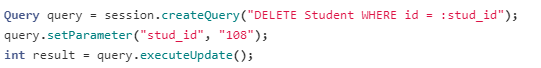 Query query = session.createQuery("DELETE Student WHERE id = :stud_id");
query.setParameter("stud_id", "108");
int result = query.executeUpdate();